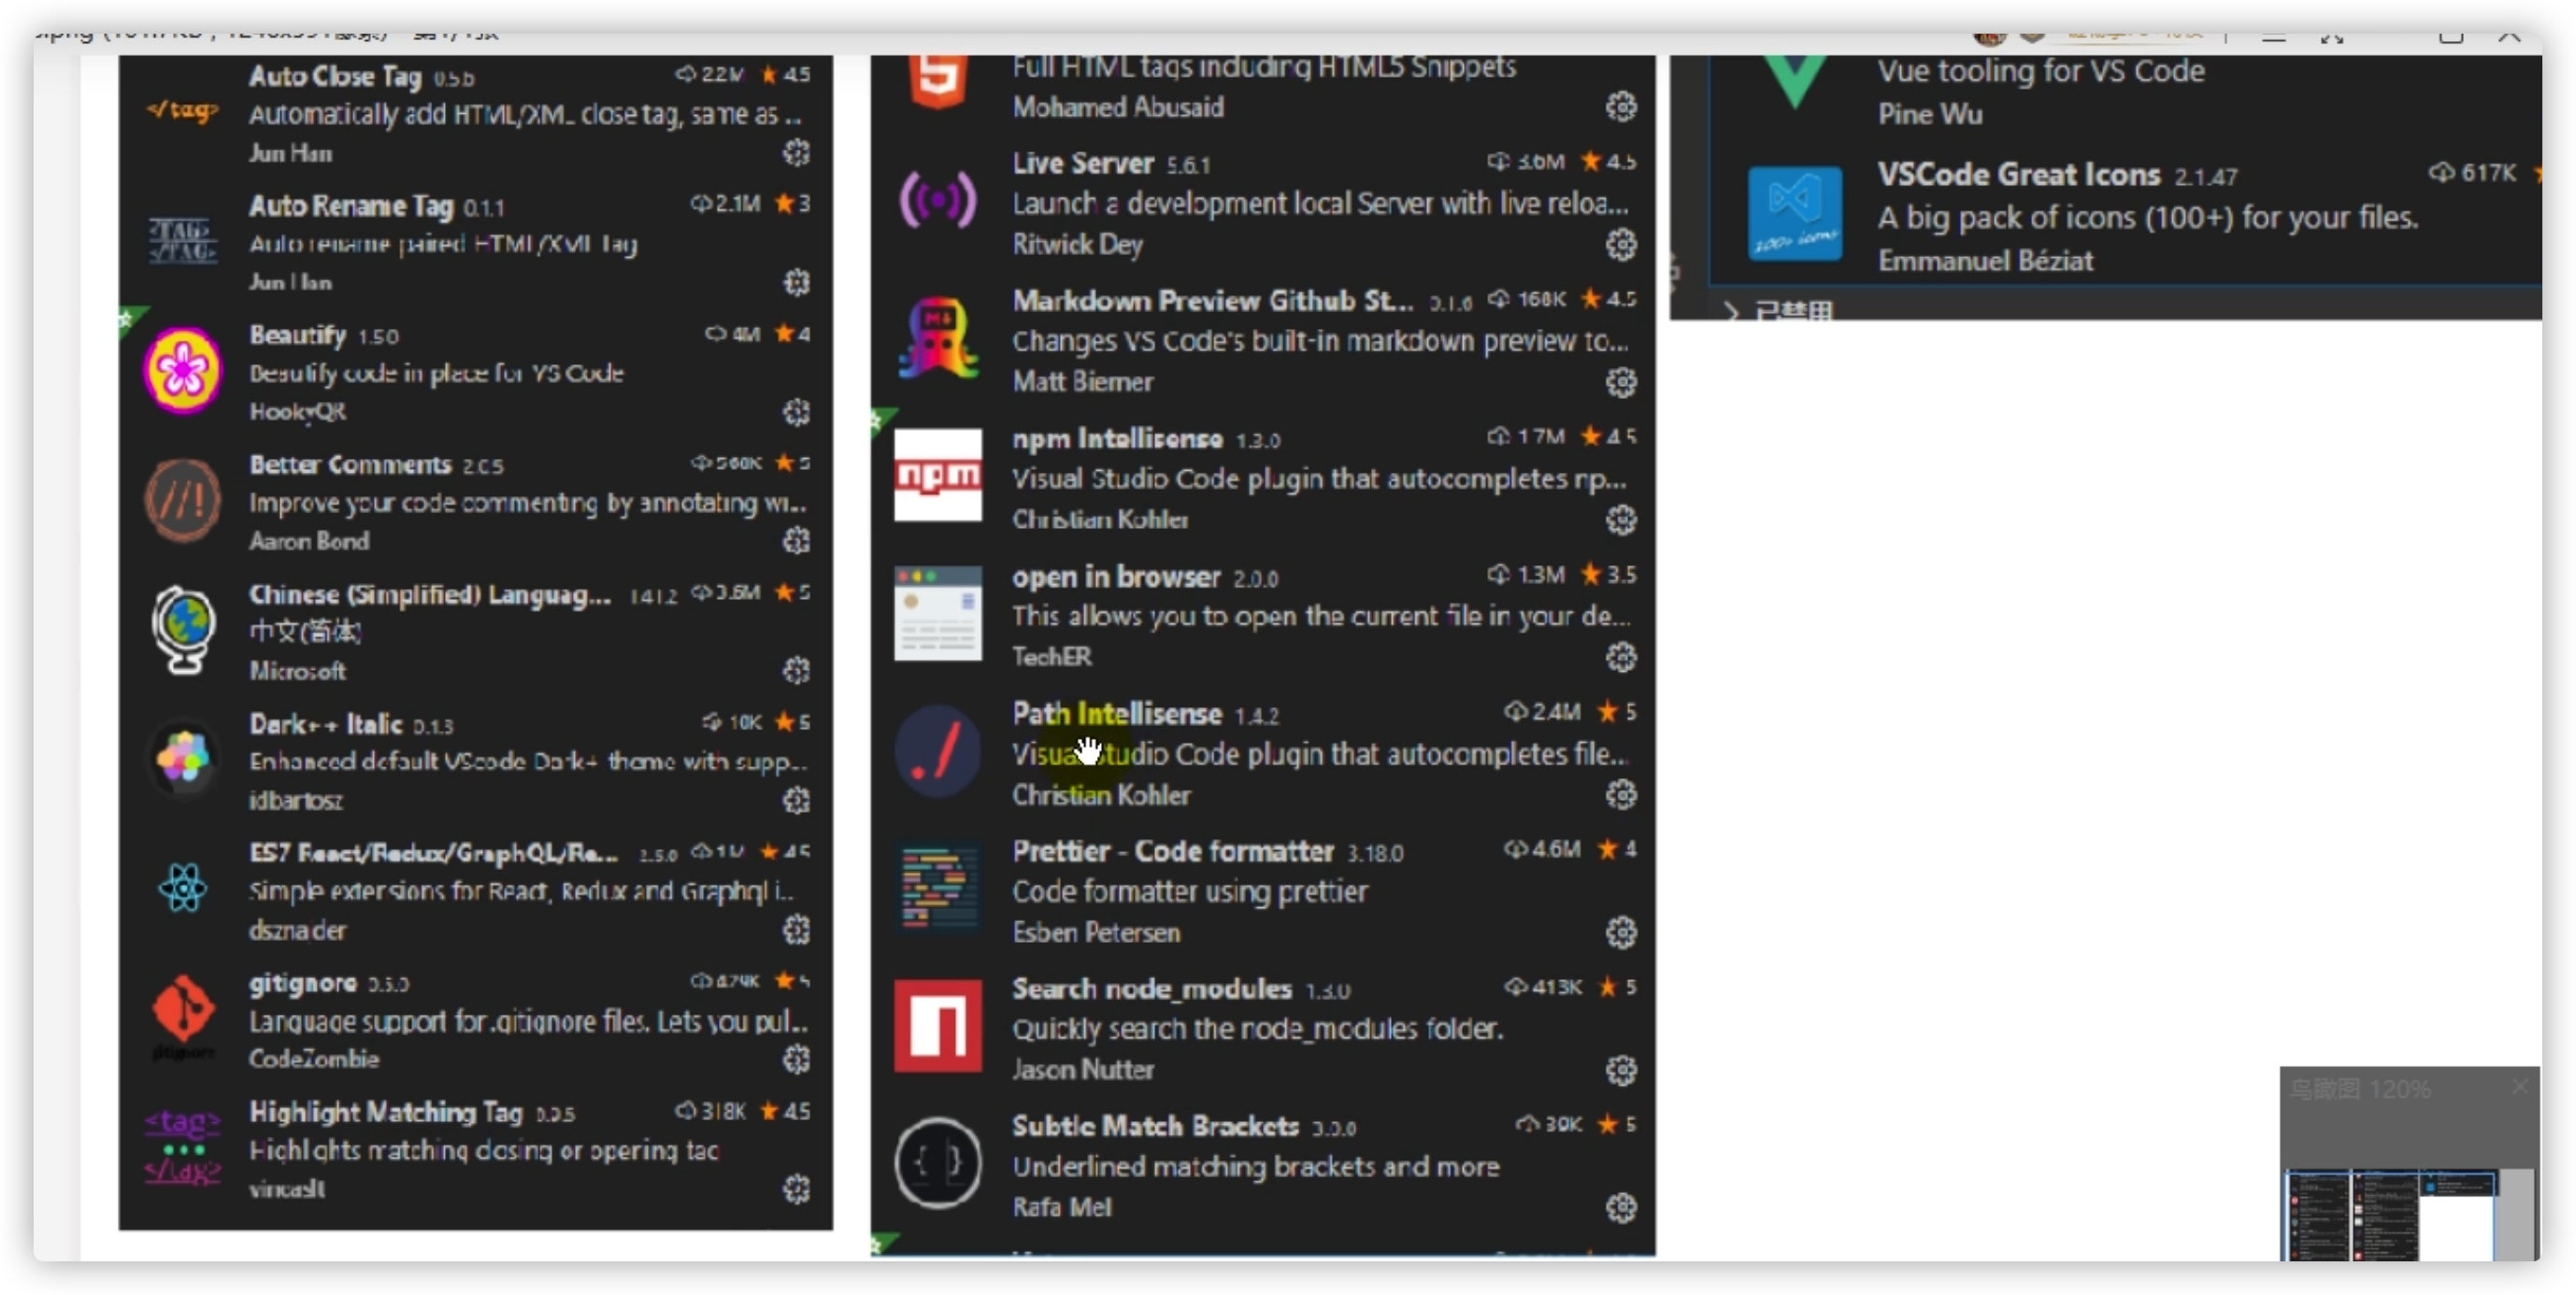 Auto Close Tag 0.5.6 22M 4.5
</tag>
Automatically add HTML/XML close tag, same as ...
Jun Han
Auto Rename Tag 0.1.1 2.1M 3
<TAG>
</TAG>
Auto rename paired HTML/XML tag
Jun Han
Beautify 1.5.0 4M 4
Beautify code in place for VS Code
HookyQR
Better Comments 2.0.5 560K 5
//!
Improve your code commenting by annotating wi...
Aaron Bond
Chinese (Simplified) Languag... 3.6M 5
中文(简体)
Microsoft
Dark++ Italic 0.1.3 10K 5
Enhanced default VScode Dark+ theme with supp...
idbartosz
ES7 React/Redux/GraphQL/Re... 2.5.0 1M 4.5
Simple extensions for React, Redux and Graphql i...
dsznajder
gitignore 0.5.0 5
gitignore
Language support for .gitignore files. Lets you pul...
CodeZombie
Highlight Matching Tag 318K 4.5
<tag>
</tag>
Highlights matching closing or opening tag
vincaslt
Full HTML tags including HTML5 Snippets
Mohamed Abusaid
Live Server 5.6.1 3.6M 4.5
Launch a development local Server with live reloa...
Ritwick Dey
Markdown Preview Github St... 0.1.6 168K 4.5
M↓
Changes VS Code's built-in markdown preview to...
Matt Bierner
npm Intellisense 1.3.0 1.7M 4.5
npm
Visual Studio Code plugin that autocompletes np...
Christian Kohler
open in browser 2.0.0 1.3M 3.5
This allows you to open the current file in your de...
TechER
Path Intellisense 1.4.2 2.4M 5
Visual Studio Code plugin that autocompletes file...
Christian Kohler
Prettier - Code formatter 3.18.0 4.6M 4
Code formatter using prettier
Esben Petersen
Search node_modules 1.3.0 413K 5
Quickly search the node_modules folder.
Jason Nutter
Subtle Match Brackets 3.0.0 39K 5
{ }
Underlined matching brackets and more
Rafa Mel
Vue tooling for VS Code
Pine Wu
VSCode Great Icons 2.1.47 617K
100+ icons
A big pack of icons (100+) for your files.
Emmanuel Béziat
已禁用
鸟瞰图 120%